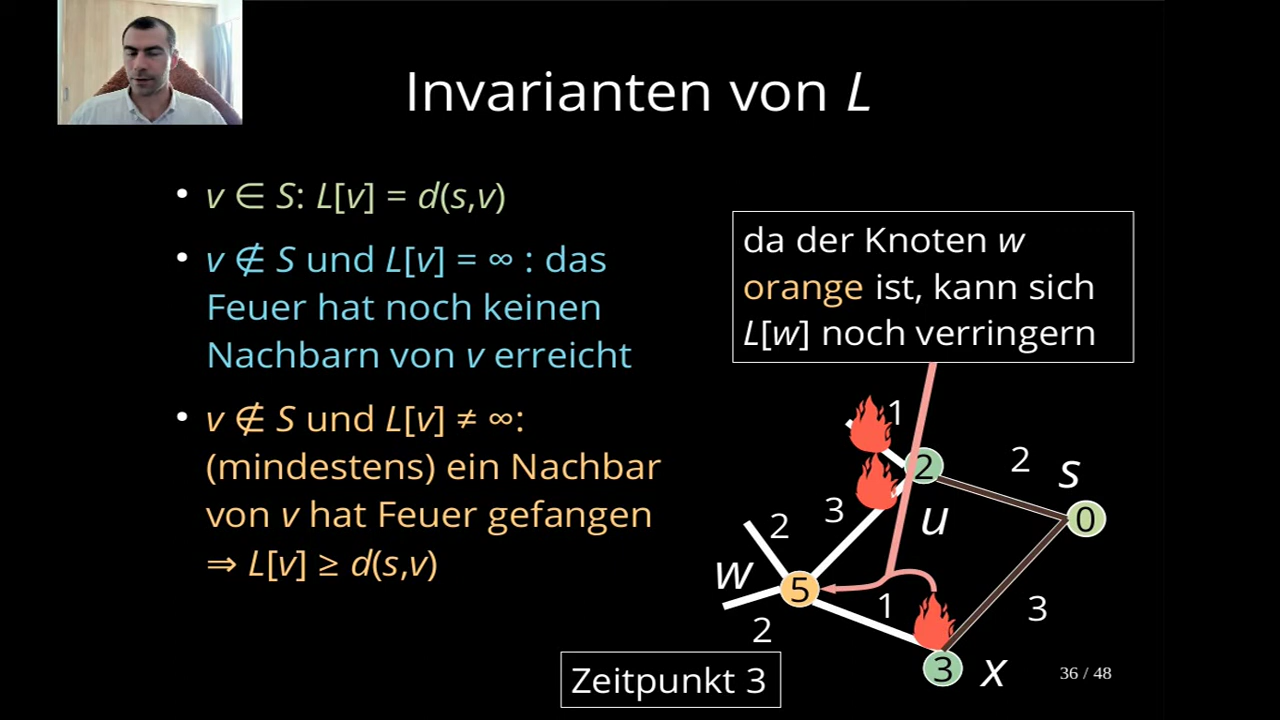 Invarianten von L
• v ∈ S: L[v] = d(s,v)
• v ∉ S und L[v] = ∞ : das
Feuer hat noch keinen
Nachbarn von v erreicht
• v ∉ S und L[v] ≠ ∞:
(mindestens) ein Nachbar
von v hat Feuer gefangen
⇒ L[v] ≥ d(s,v)
da der Knoten w
orange ist, kann sich
L[w] noch verringern
1
2
2
s
0
u
3
2
w
5
1
3
2
3
x
Zeitpunkt 3
36 / 48